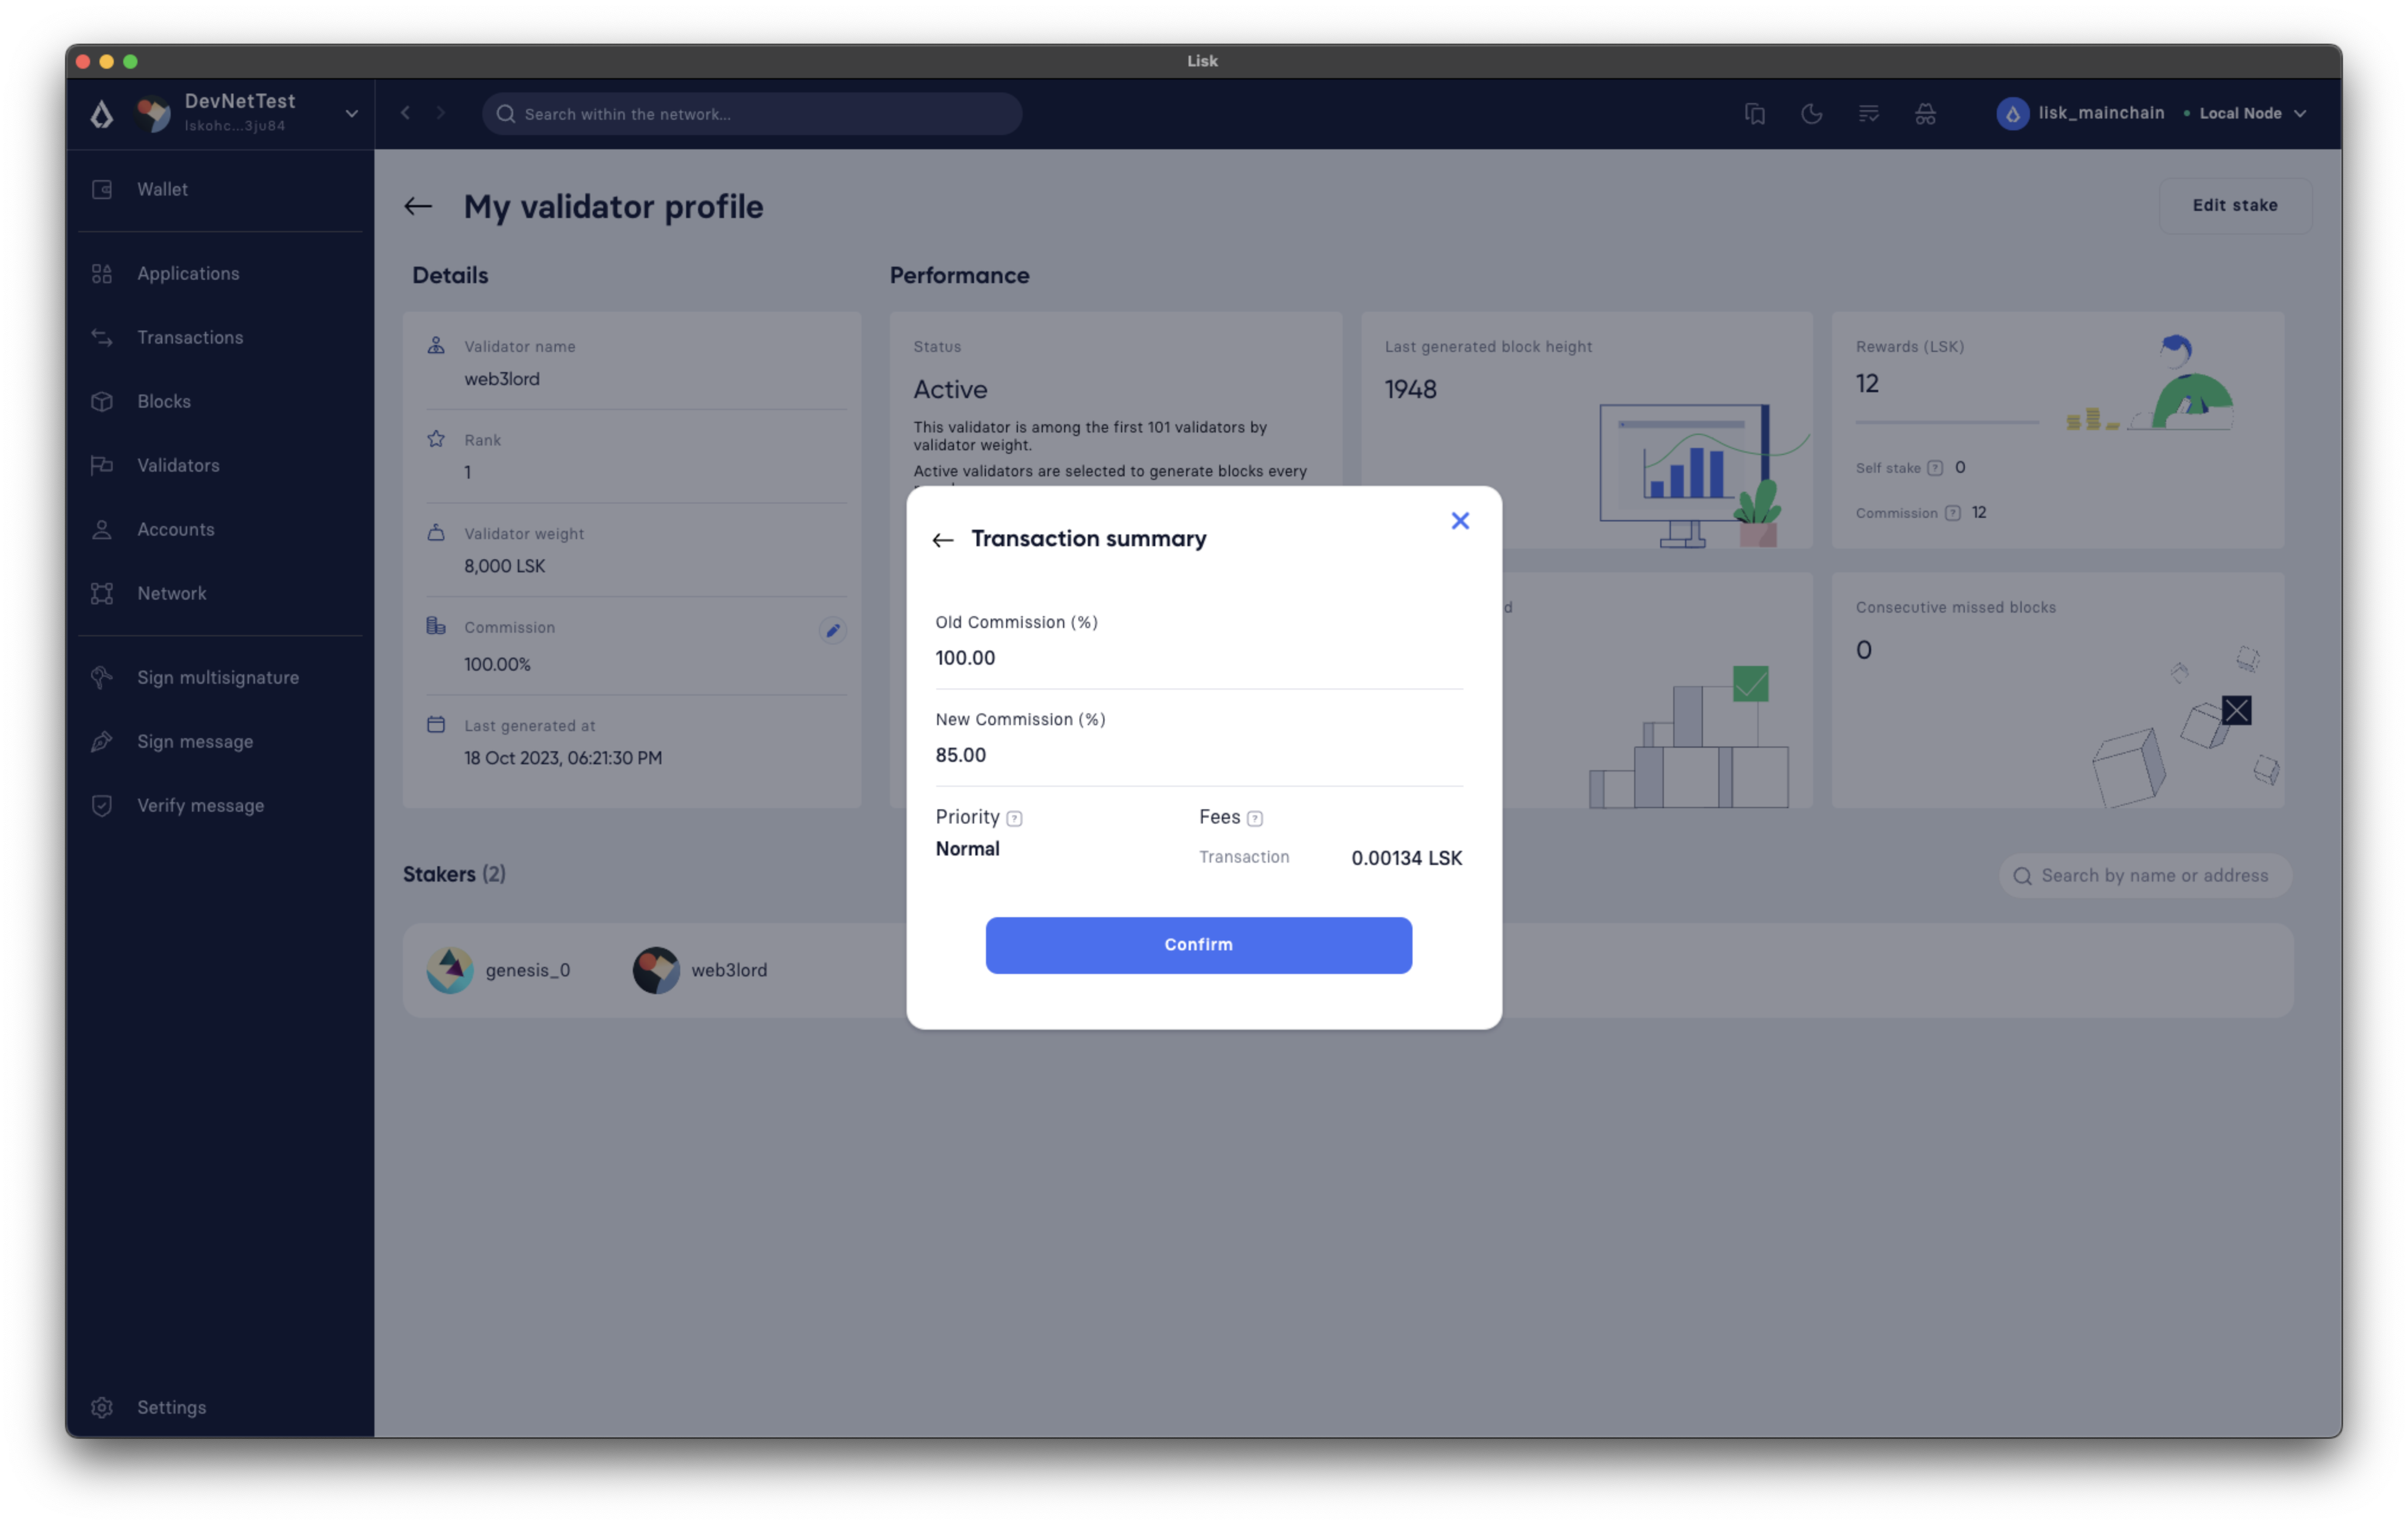 Lisk
DevNetTest
lskohc...3ju84
Search within the network...
lisk_mainchain
Local Node
Wallet
Applications
Transactions
Blocks
Validators
Accounts
Network
Sign multisignature
Sign message
Verify message
Settings
My validator profile
Edit stake
Details
Validator name
web3lord
Rank
1
Validator weight
8,000 LSK
Commission
100.00%
Last generated at
18 Oct 2023, 06:21:30 PM
Performance
Status
Active
This validator is among the first 101 validators by
validator weight.
Active validators are selected to generate blocks every
Last generated block height
1948
Rewards (LSK)
12
Self stake ? 0
Commission ? 12
Consecutive missed blocks
0
Transaction summary
Old Commission (%)
100.00
New Commission (%)
85.00
Priority ?
Normal
Fees ?
Transaction 0.00134 LSK
Confirm
Stakers (2)
Search by name or address
genesis_0
web3lord